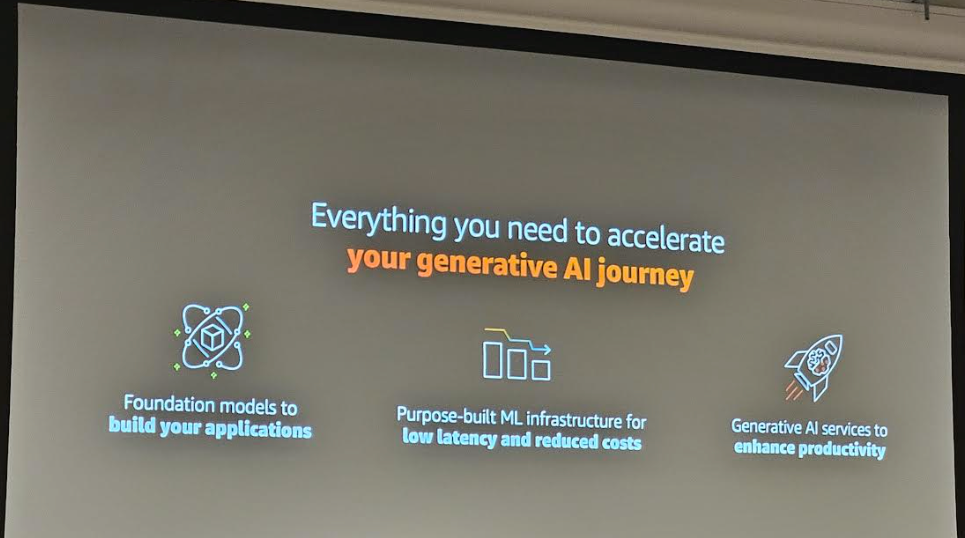 Everything you need to accelerate
your generative AI journey
Foundation models to
build your applications
Purpose-built ML infrastructure for
low latency and reduced costs
Generative AI services to
enhance productivity